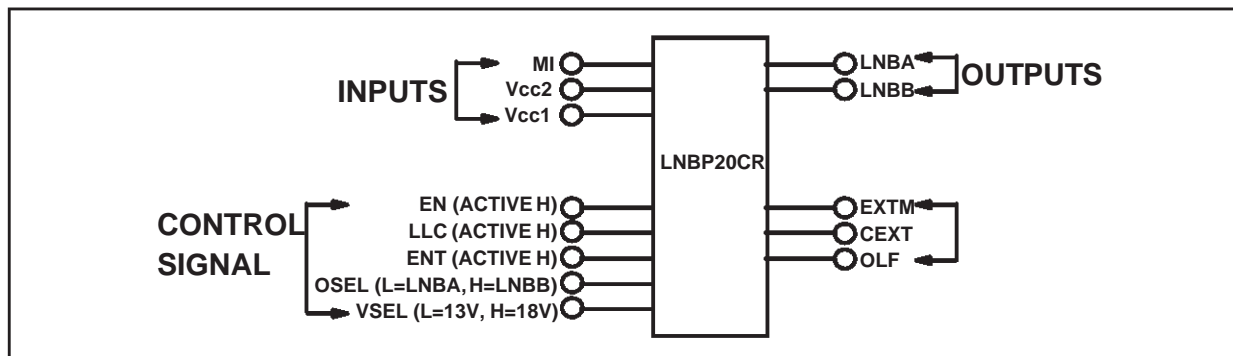 INPUTS
MI
Vcc2
Vcc1
LNBP20CR
LNBA
LNBB
OUTPUTS
CONTROL
SIGNAL
EN (ACTIVE H)
LLC (ACTIVE H)
ENT (ACTIVE H)
OSEL (L=LNBA, H=LNBB)
VSEL (L=13V, H=18V)
EXTM
CEXT
OLF